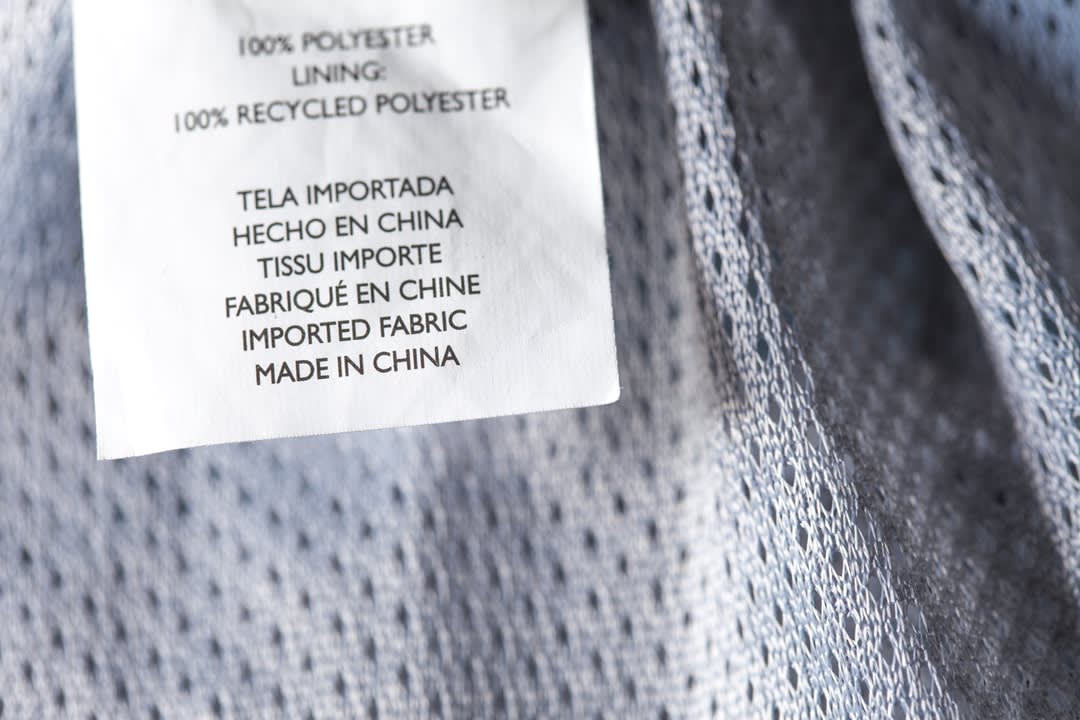 100% POLYESTER
LINING:
100% RECYCLED POLYESTER
TELA IMPORTADA
HECHO EN CHINA
TISSU IMPORTE
FABRIQUÉ EN CHINE
IMPORTED FABRIC
MADE IN CHINA